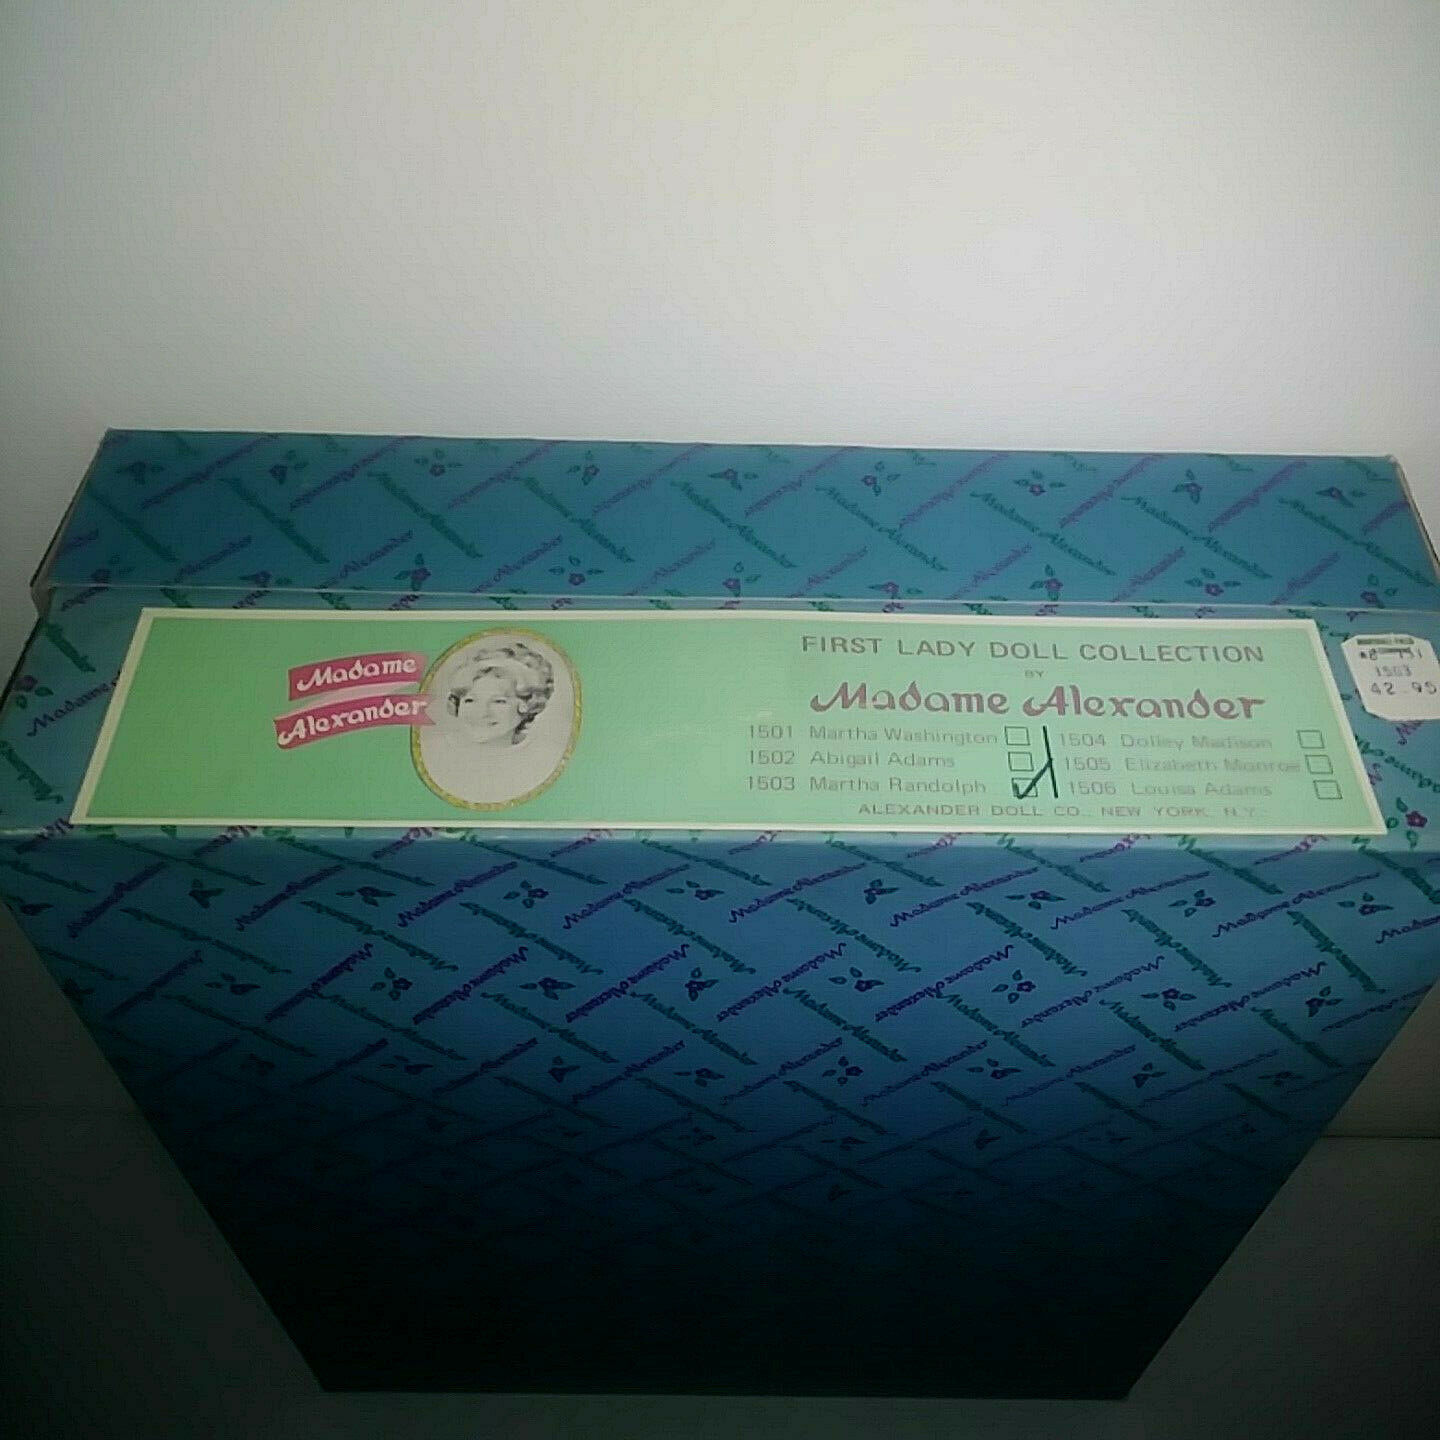 Madame
Alexander
FIRST LADY DOLL COLLECTION
BY
Madame Alexander
1501 Martha Washington
1502 Abigail Adams
1503 Martha Randolph
1504 Dolley Madison
1505 Elizabeth Monroe
1506 Louisa Adams
ALEXANDER DOLL CO., NEW YORK, N.Y.
1503
42.95